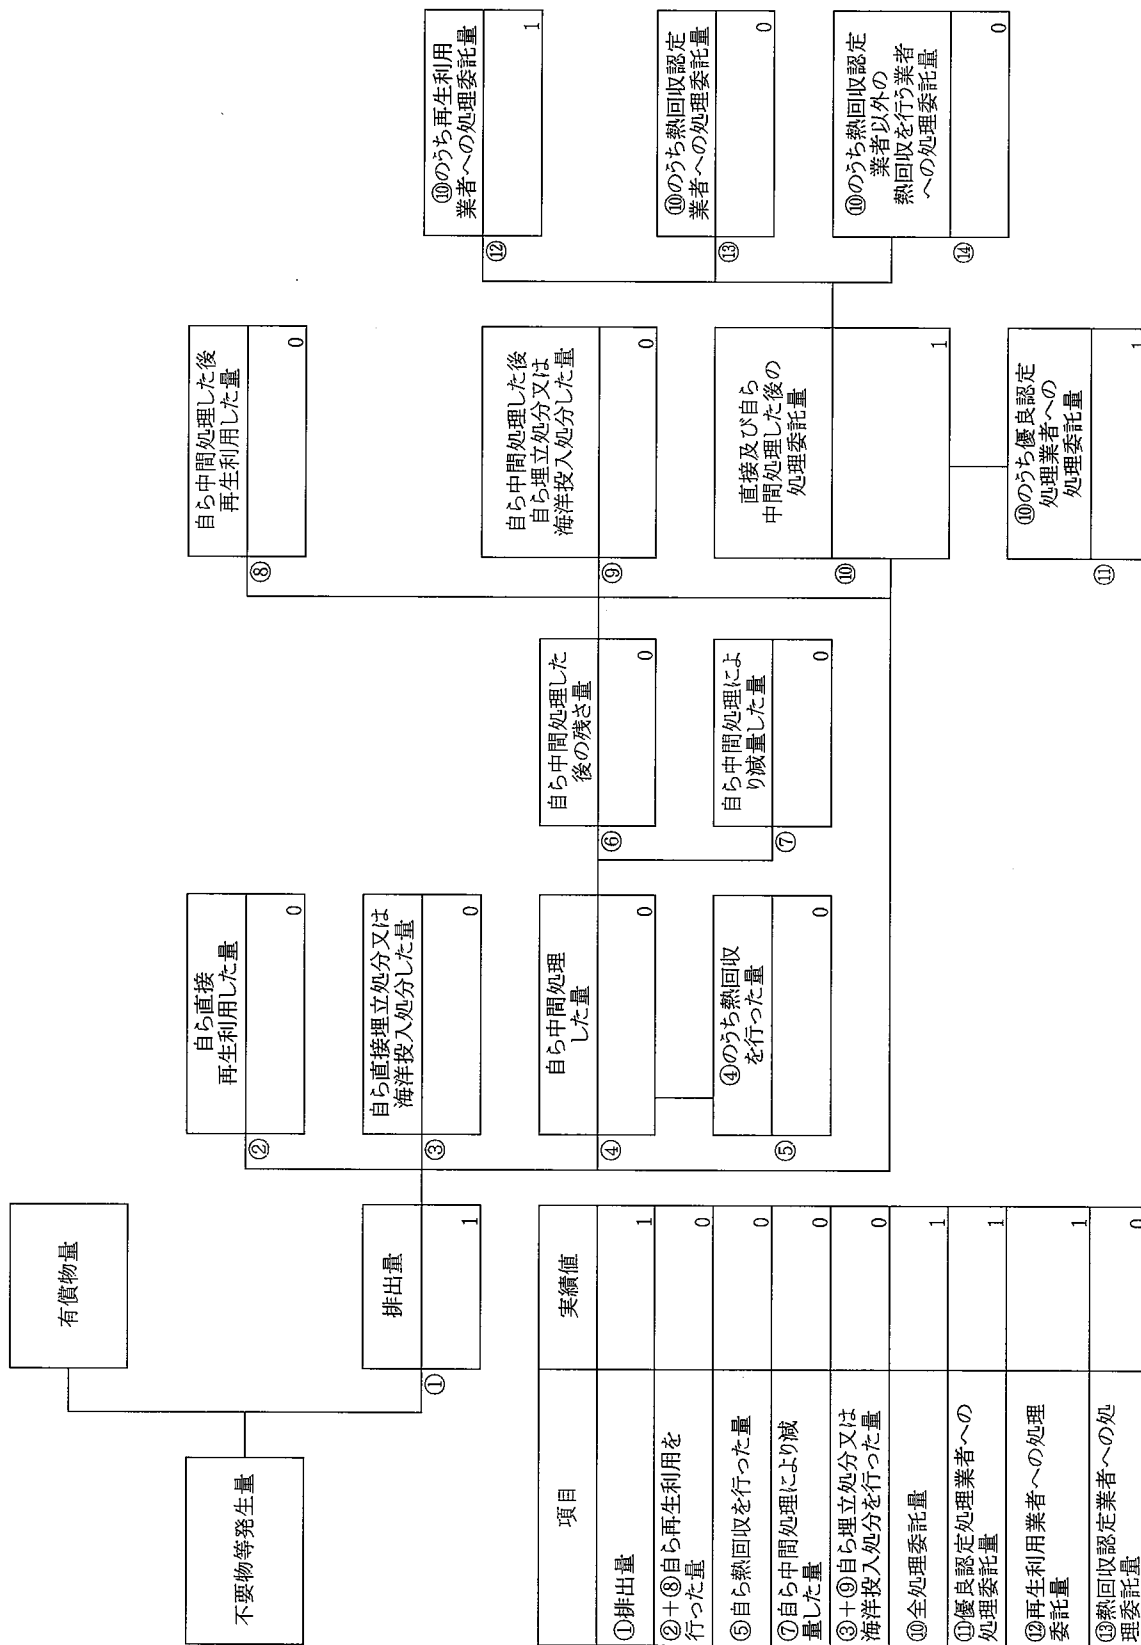 不要物等発生量
有償物量
①
排出量
1
②
自ら直接
再生利用した量
0
③
自ら直接埋立処分又は
海洋投入処分した量
0
④
自ら中間処理
した量
0
⑤
④のうち熱回収
を行った量
0
⑥
自ら中間処理した
後の残さ量
0
⑦
自ら中間処理によ
り減量した量
0
⑧
自ら中間処理した後
再生利用した量
0
⑨
自ら中間処理した後
自ら埋立処分又は
海洋投入処分した量
0
⑩
直接及び自ら
中間処理した後の
処理委託量
1
⑪
⑩のうち優良認定
処理業者への
処理委託量
1
⑫
⑩のうち再生利用
業者への処理委託量
1
⑬
⑩のうち熱回収認定
業者への処理委託量
0
⑭
⑩のうち熱回収認定
業者以外の
熱回収を行う業者
への処理委託量
0
項目 実績値
①排出量 1
②+⑧自ら再生利用を
行った量 0
⑤自ら熱回収を行った量 0
⑦自ら中間処理により減
量した量 0
③+⑨自ら埋立処分又は
海洋投入処分を行った量 0
⑩全処理委託量 1
⑪優良認定処理業者への
処理委託量 1
⑫再生利用業者への処理
委託量 1
⑬熱回収認定業者への処
理委託量 0